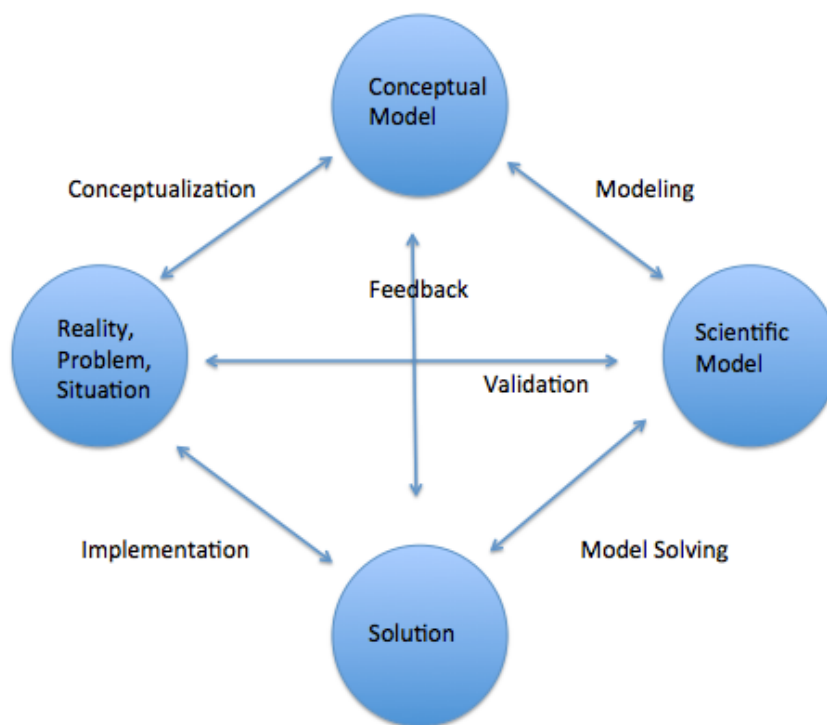 Conceptual
Model
Conceptualization
Modeling
Feedback
Reality,
Problem,
Situation
Scientific
Model
Validation
Implementation
Model Solving
Solution